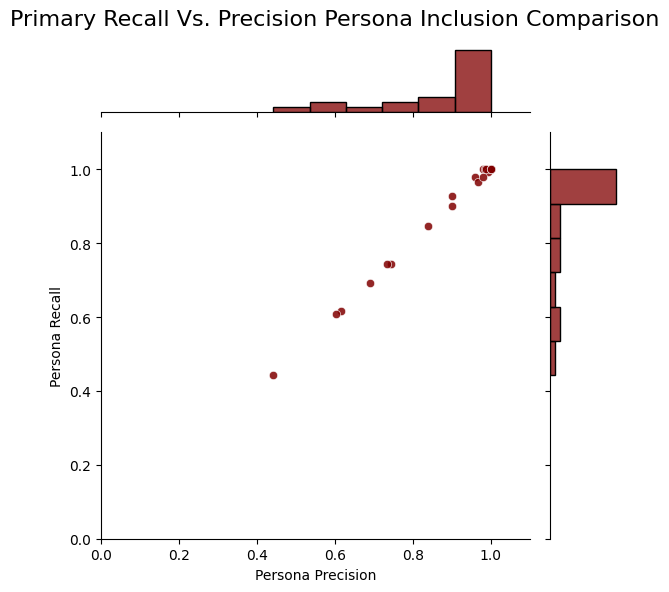 Primary Recall Vs. Precision Persona Inclusion Comparison
1.0
0.8
0.6
0.4
0.2
0.0
Persona Recall
0.0 0.2 0.4 0.6 0.8 1.0
Persona Precision